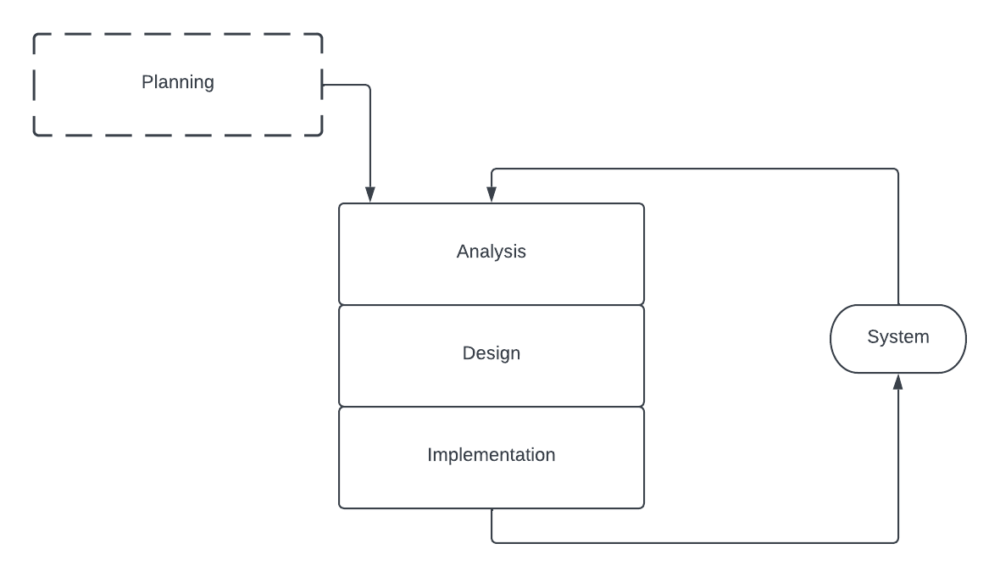 Planning
Analysis
Design
System
Implementation